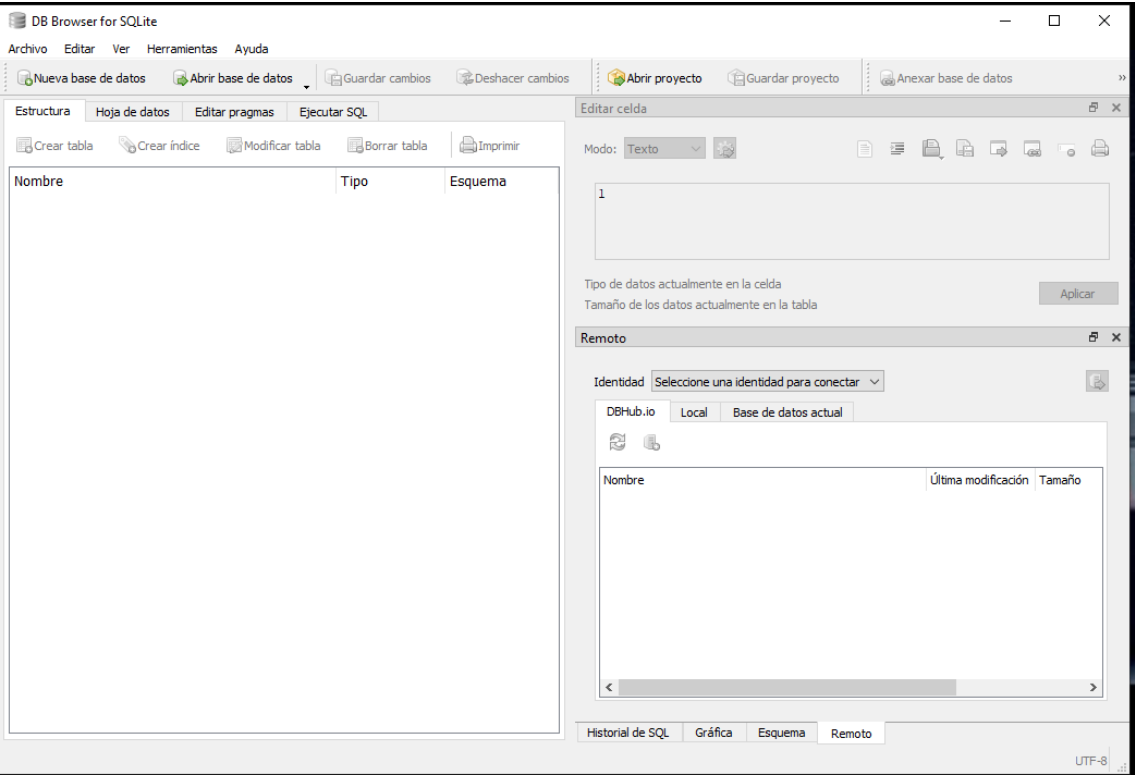 DB Browser for SQLite
Archivo Editar Ver Herramientas Ayuda
Nueva base de datos Abrir base de datos Guardar cambios Deshacer cambios Abrir proyecto Guardar proyecto Anexar base de datos »
Estructura Hoja de datos Editar pragmas Ejecutar SQL
Crear tabla Crear índice Modificar tabla Borrar tabla Imprimir
Nombre Tipo Esquema
Editar celda
Modo: Texto
1
Tipo de datos actualmente en la celda
Tamaño de los datos actualmente en la tabla
Aplicar
Remoto
Identidad Seleccione una identidad para conectar
DBHub.io Local Base de datos actual
Nombre Última modificación Tamaño
Historial de SQL Gráfica Esquema Remoto
UTF-8